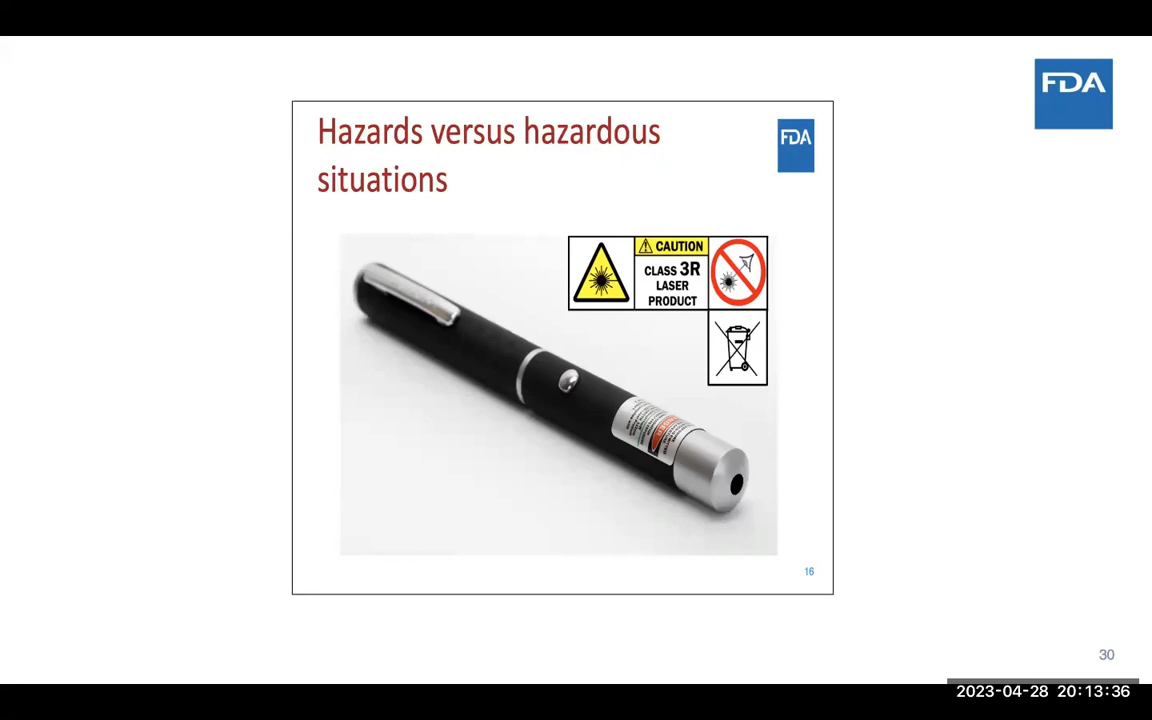 FDA
Hazards versus hazardous
situations
FDA
CAUTION
CLASS 3R
LASER
PRODUCT
16
30
2023-04-28 20:13:36